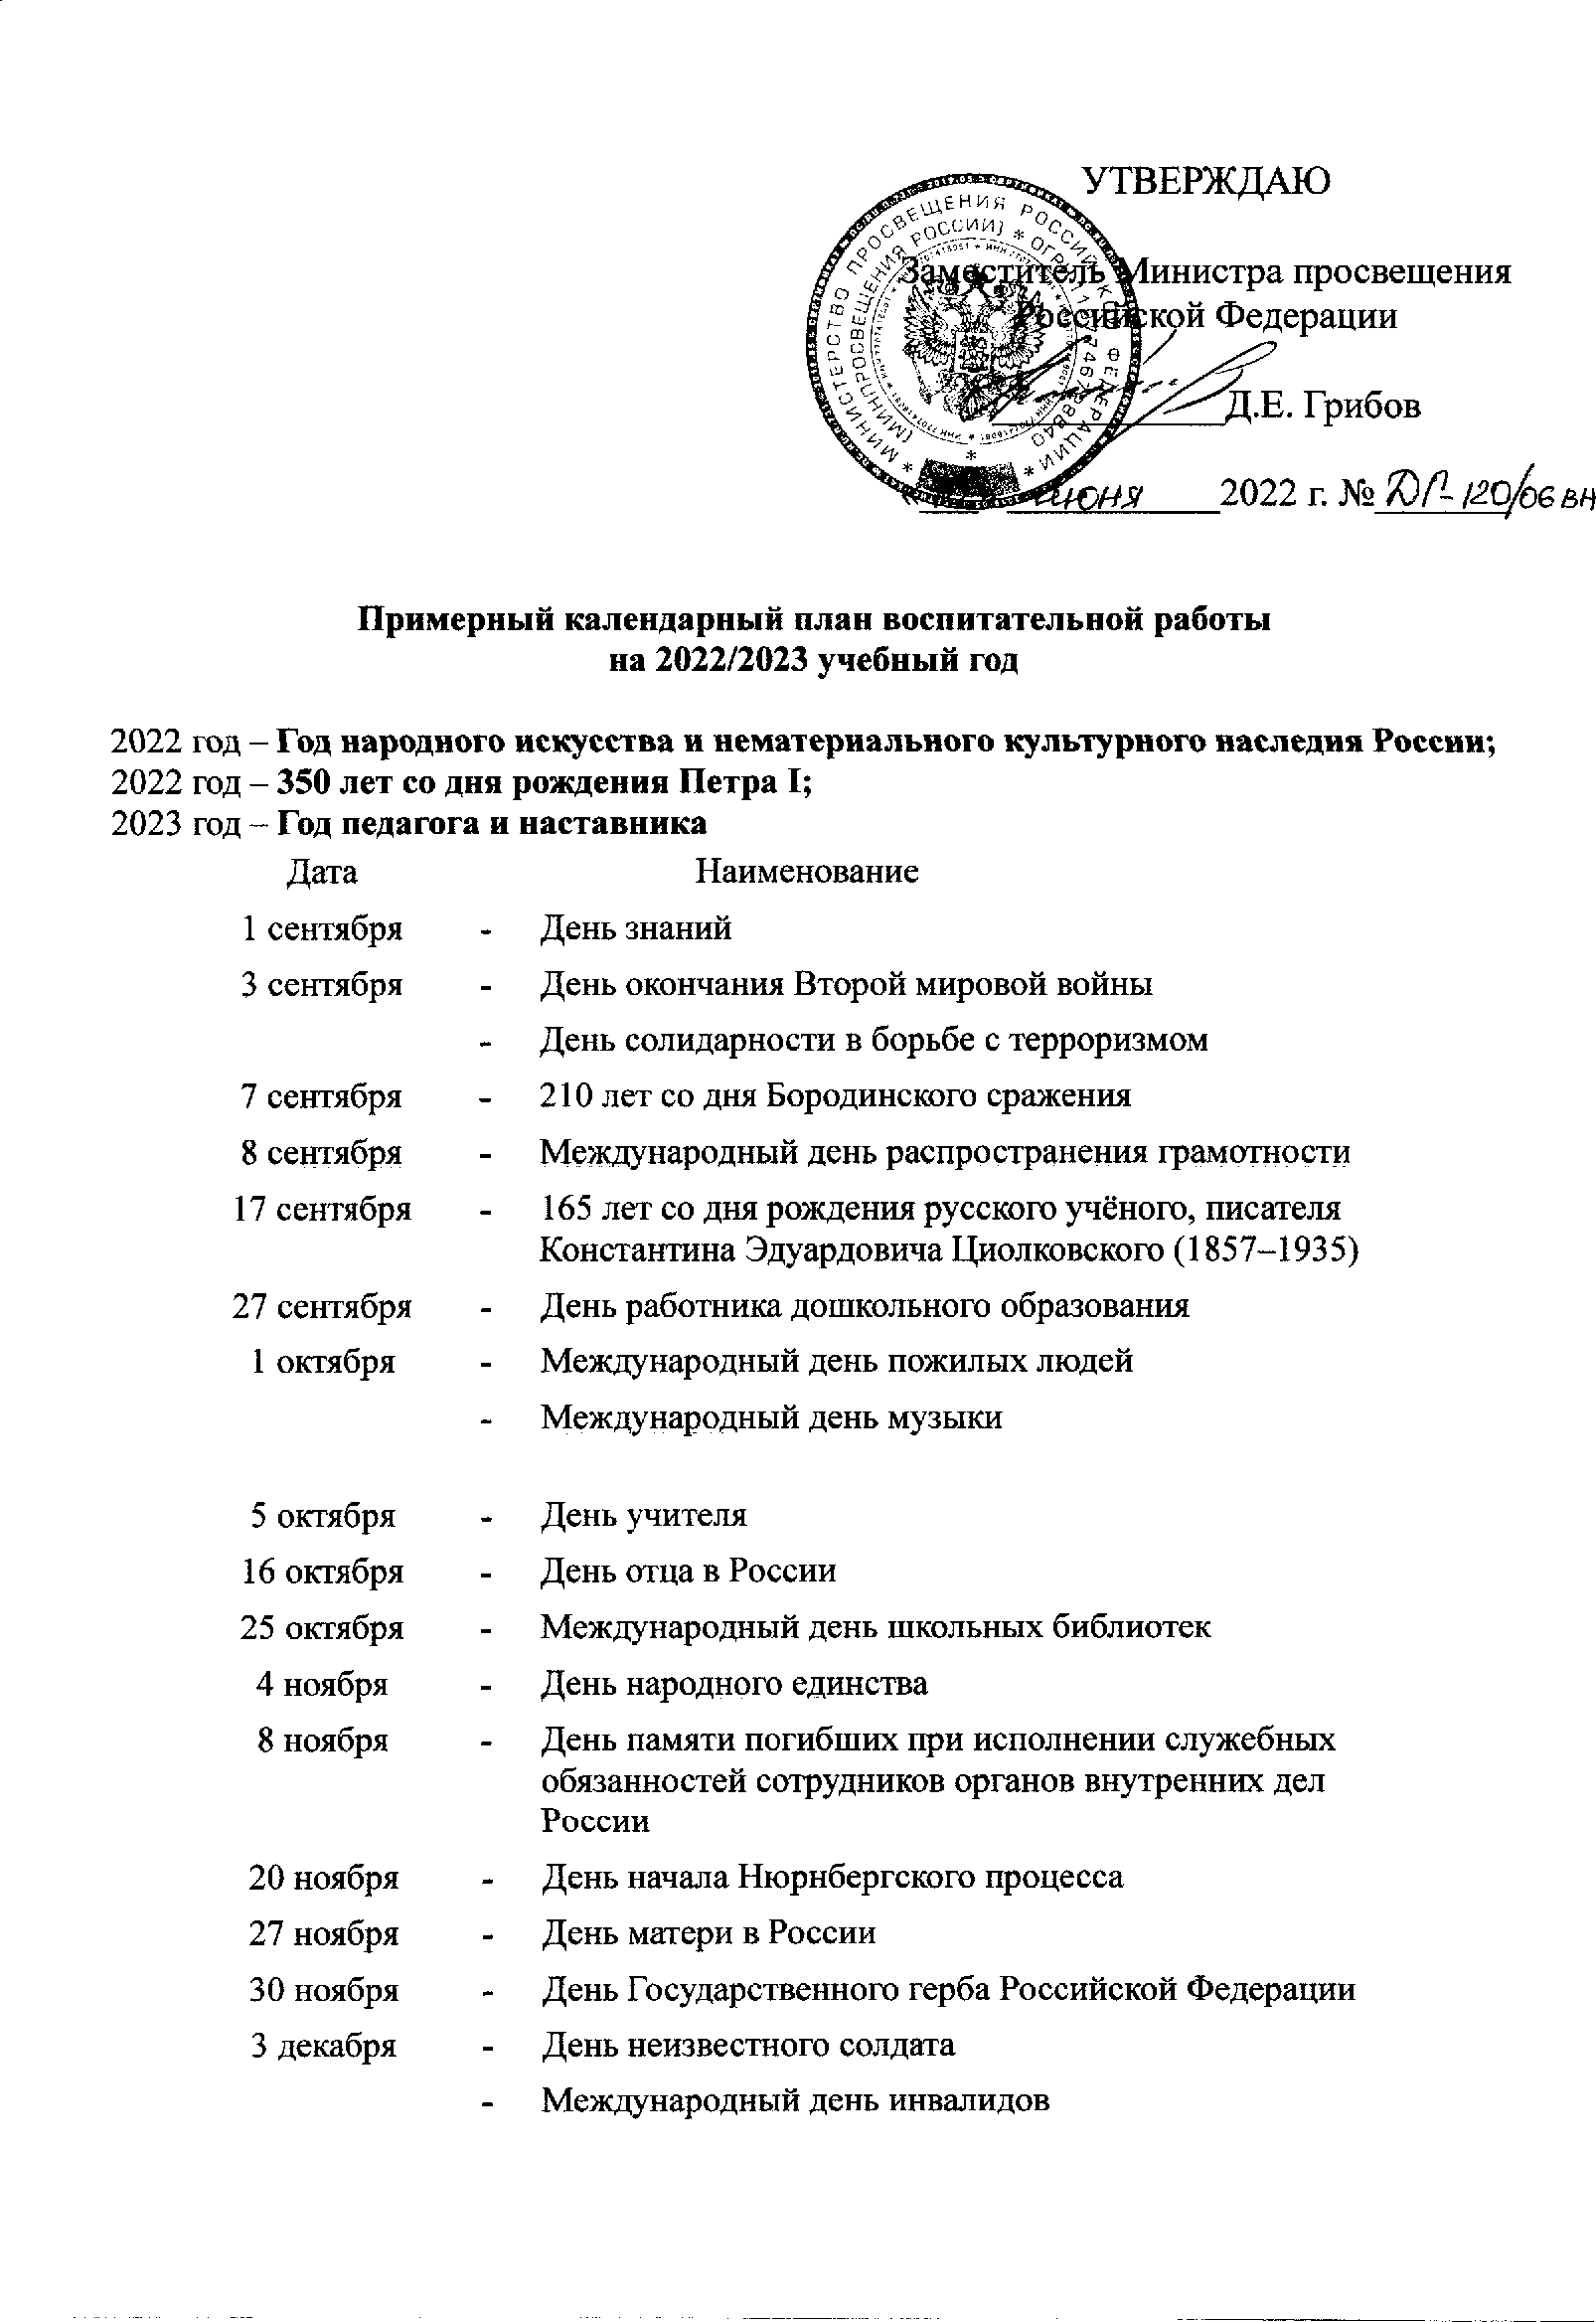 УТВЕРЖДАЮ
Заместитель Министра просвещения
Российской Федерации
Д.Е. Грибов
июня 2022 г. № ДГ-120/06вн
МИНИСТЕРСТВО ПРОСВЕЩЕНИЯ РОССИЙСКОЙ ФЕДЕРАЦИИ
(МИНПРОСВЕЩЕНИЯ РОССИИ) * ОГРН
Примерный календарный план воспитательной работы
на 2022/2023 учебный год
2022 год – Год народного искусства и нематериального культурного наследия России;
2022 год – 350 лет со дня рождения Петра I;
2023 год – Год педагога и наставника
Дата Наименование
1 сентября - День знаний
3 сентября - День окончания Второй мировой войны
- День солидарности в борьбе с терроризмом
7 сентября - 210 лет со дня Бородинского сражения
8 сентября - Международный день распространения грамотности
17 сентября - 165 лет со дня рождения русского учёного, писателя
Константина Эдуардовича Циолковского (1857–1935)
27 сентября - День работника дошкольного образования
1 октября - Международный день пожилых людей
- Международный день музыки
5 октября - День учителя
16 октября - День отца в России
25 октября - Международный день школьных библиотек
4 ноября - День народного единства
8 ноября - День памяти погибших при исполнении служебных
обязанностей сотрудников органов внутренних дел
России
20 ноября - День начала Нюрнбергского процесса
27 ноября - День матери в России
30 ноября - День Государственного герба Российской Федерации
3 декабря - День неизвестного солдата
- Международный день инвалидов